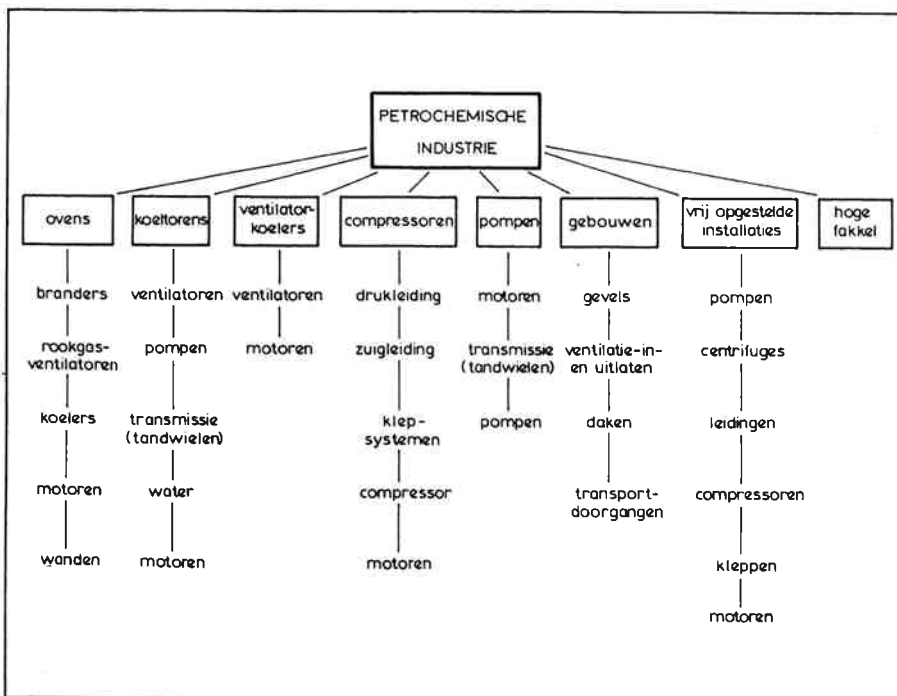 PETROCHEMISCHE
INDUSTRIE
ovens
koeltorens
ventilator-
koelers
compressoren
pompen
gebouwen
vrij opgestelde
installaties
hoge
fakkel
branders
rookgas-
ventilatoren
koelers
motoren
wanden
ventilatoren
pompen
transmissie
(tandwielen)
water
motoren
ventilatoren
motoren
drukleiding
zuigleiding
klep-
systemen
compressor
motoren
motoren
transmissie
(tandwielen)
pompen
gevels
ventilatie-in-
en uitlaten
daken
transport-
doorgangen
pompen
centrifuges
leidingen
compressoren
kleppen
motoren